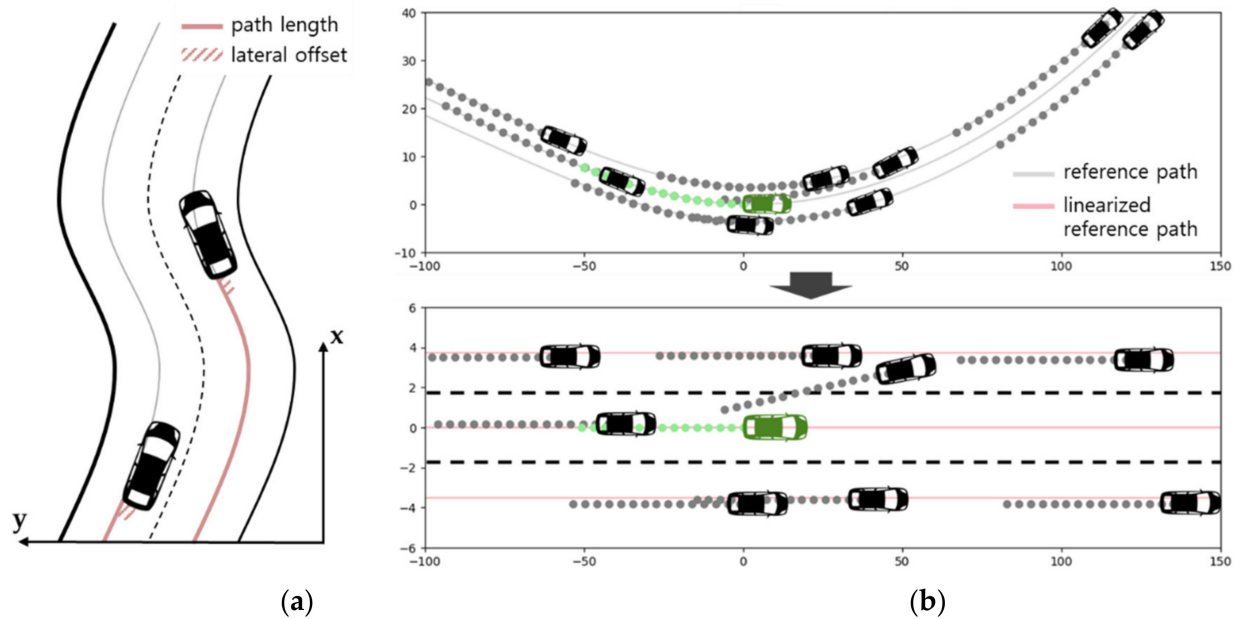 path length
lateral offset
x
y
(a)
40
30
20
10
0
−10
−100
−50
0
50
100
150
reference path
linearized
reference path
6
4
2
0
−2
−4
−6
−100
−50
0
50
100
150
(b)